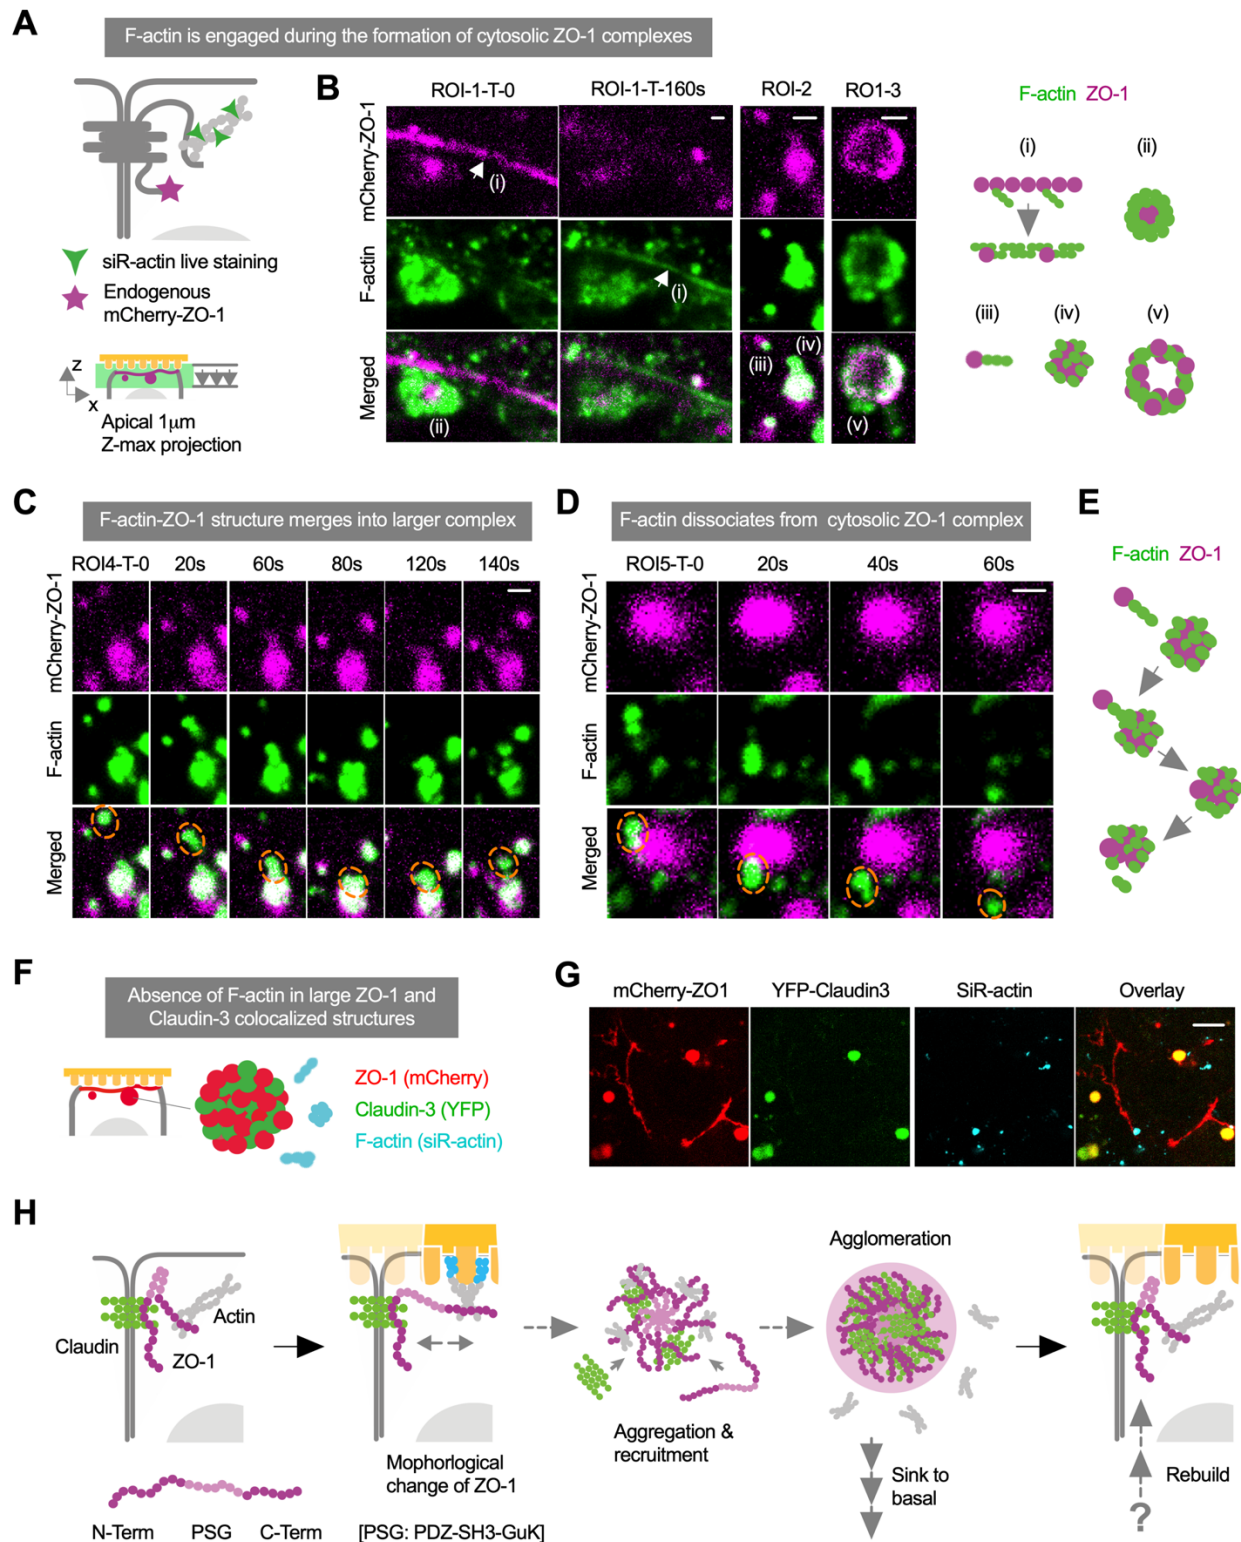 A
F-actin is engaged during the formation of cytosolic ZO-1 complexes
siR-actin live staining
Endogenous
mCherry-ZO-1
Z
X
Apical 1μm
Z-max projection
B
ROI-1-T-0
ROI-1-T-160s
ROI-2
RO1-3
mCherry-ZO-1
F-actin
Merged
(i)
(i)
(ii)
(iii)
(iv)
(v)
F-actin ZO-1
(i)
(ii)
(iii)
(iv)
(v)
C
F-actin-ZO-1 structure merges into larger complex
ROI4-T-0
20s
60s
80s
120s
140s
mCherry-ZO-1
F-actin
Merged
D
F-actin dissociates from cytosolic ZO-1 complex
ROI5-T-0
20s
40s
60s
mCherry-ZO-1
F-actin
Merged
E
F-actin ZO-1
F
Absence of F-actin in large ZO-1 and
Claudin-3 colocalized structures
ZO-1 (mCherry)
Claudin-3 (YFP)
F-actin (siR-actin)
G
mCherry-ZO1
YFP-Claudin3
SiR-actin
Overlay
H
Claudin
Actin
ZO-1
N-Term
PSG
C-Term
Mophorlogical
change of ZO-1
[PSG: PDZ-SH3-GuK]
Aggregation &
recruitment
Agglomeration
Sink to
basal
Rebuild
?